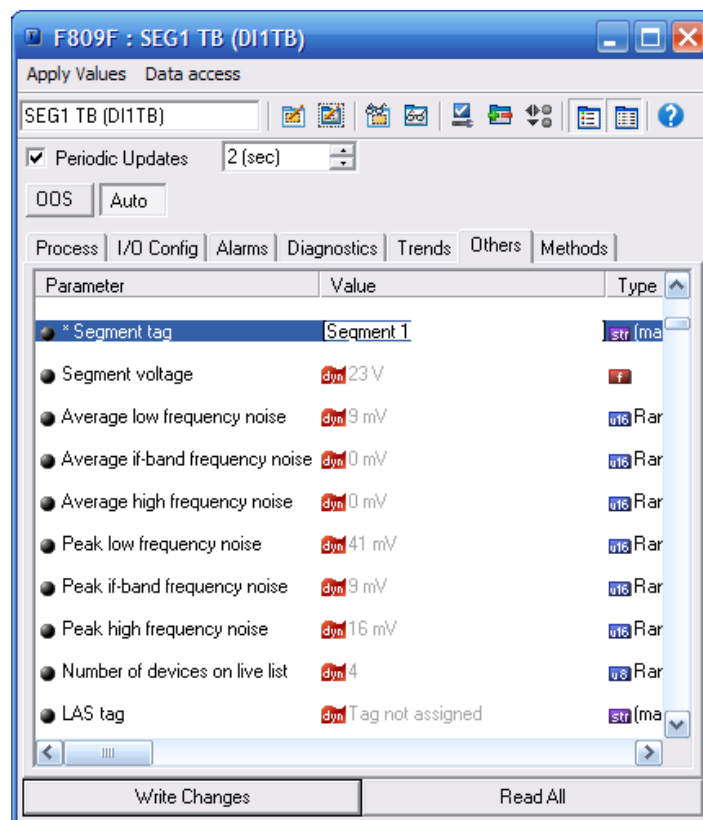 F809F : SEG1 TB (DI1TB)
Apply Values Data access
SEG1 TB (DI1TB)
Periodic Updates 2 (sec)
OOS Auto
Process I/O Config Alarms Diagnostics Trends Others Methods
Parameter Value Type
* Segment tag Segment 1 str (ma
Segment voltage dyn 23 V f
Average low frequency noise dyn 9 mV u16 Rar
Average if-band frequency noise dyn 0 mV u16 Rar
Average high frequency noise dyn 0 mV u16 Rar
Peak low frequency noise dyn 41 mV u16 Rar
Peak if-band frequency noise dyn 9 mV u16 Rar
Peak high frequency noise dyn 16 mV u16 Rar
Number of devices on live list dyn 4 u8 Rar
LAS tag dyn Tag not assigned str (ma
Write Changes Read All